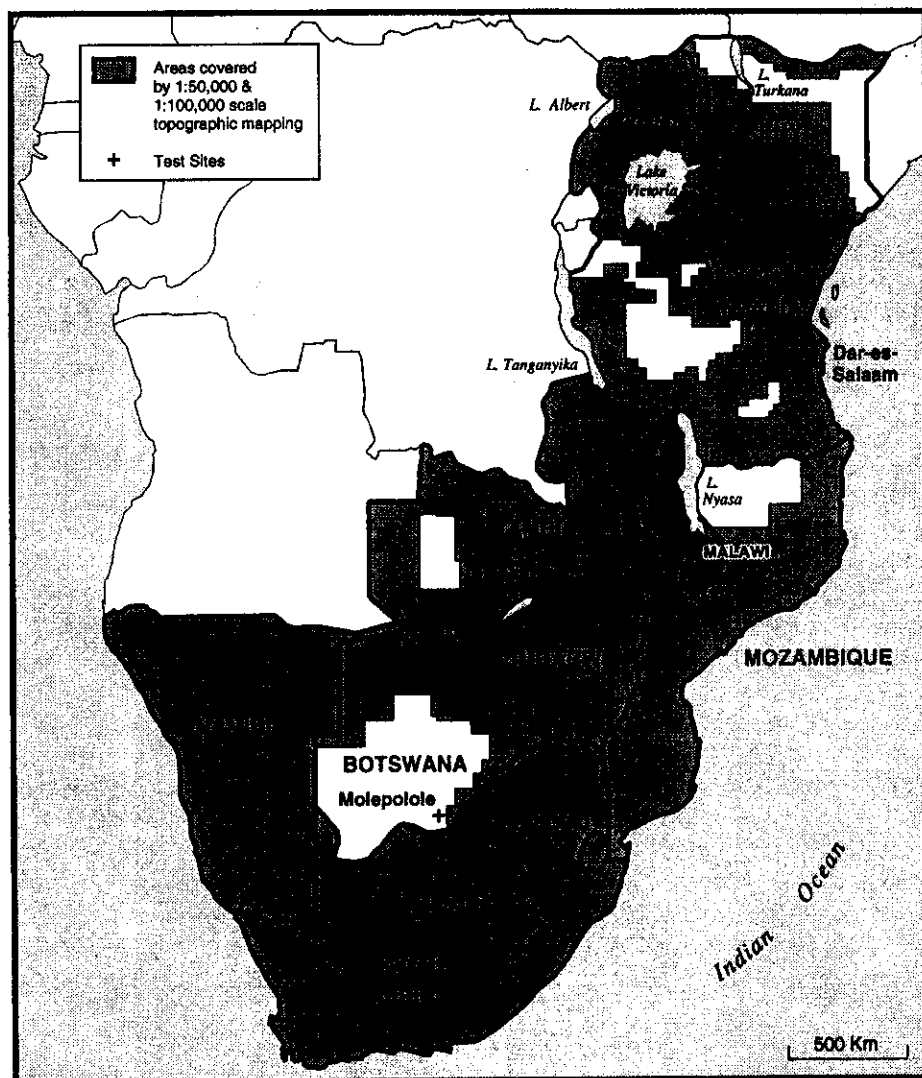 Areas covered
by 1:50,000 &
1:100,000 scale
topographic mapping
+ Test Sites
L. Albert
L.
Turkana
Lake
Victoria
L. Tanganyika
Dar-es-
Salaam
L.
Nyasa
MALAWI
MOZAMBIQUE
BOTSWANA
Molepolole
Indian Ocean
500 Km